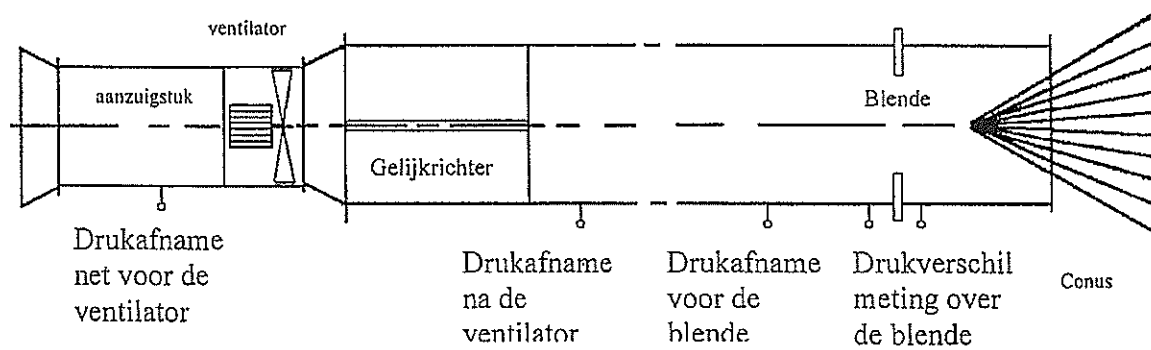 ventilator
aanzuigstuk
Blende
Gelijkrichter
Drukafname
net voor de
ventilator
Drukafname
na de
ventilator
Drukafname
voor de
blende
Drukverschil
meting over
de blende
Conus